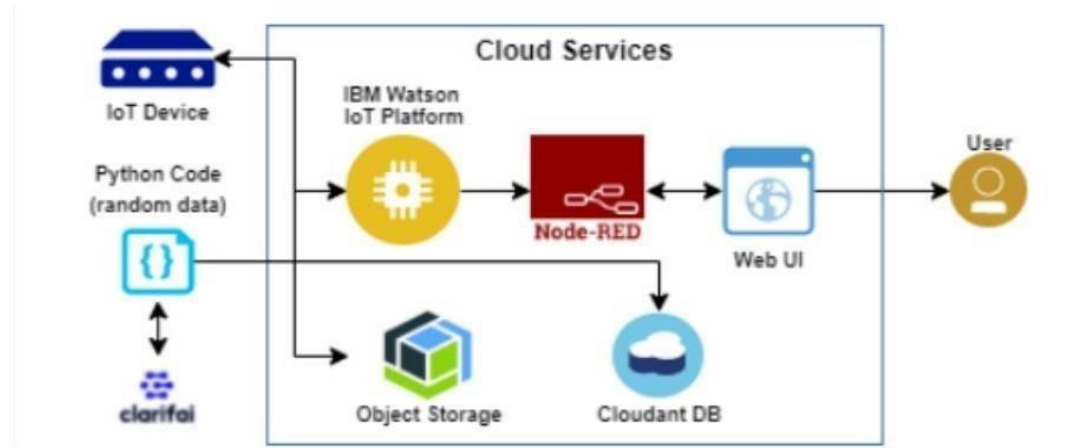 Cloud Services
IoT Device
IBM Watson
IoT Platform
Python Code
(random data)
Node-RED
Web UI
User
clarifai
Object Storage
Cloudant DB